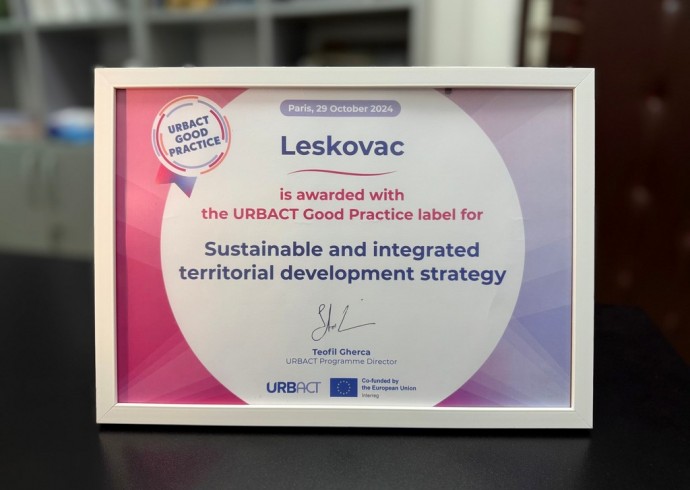 Paris, 29 October 2024
URBACT
GOOD
PRACTICE
Leskovac
is awarded with
the URBACT Good Practice label for
Sustainable and integrated
territorial development strategy
Teofil Gherca
URBACT Programme Director
URBACT
Co-funded by
the European Union
Interreg